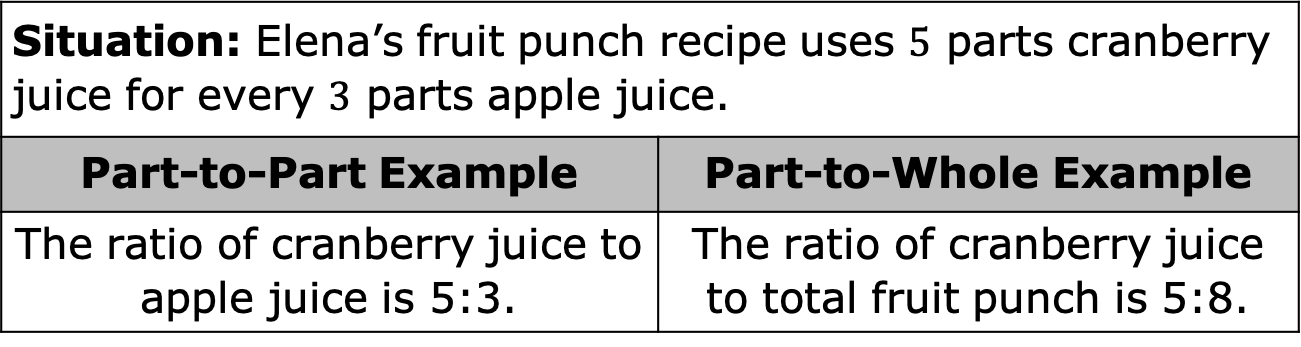 Situation: Elena’s fruit punch recipe uses 5 parts cranberry
juice for every 3 parts apple juice.
Part-to-Part Example
Part-to-Whole Example
The ratio of cranberry juice to
apple juice is 5:3.
The ratio of cranberry juice
to total fruit punch is 5:8.